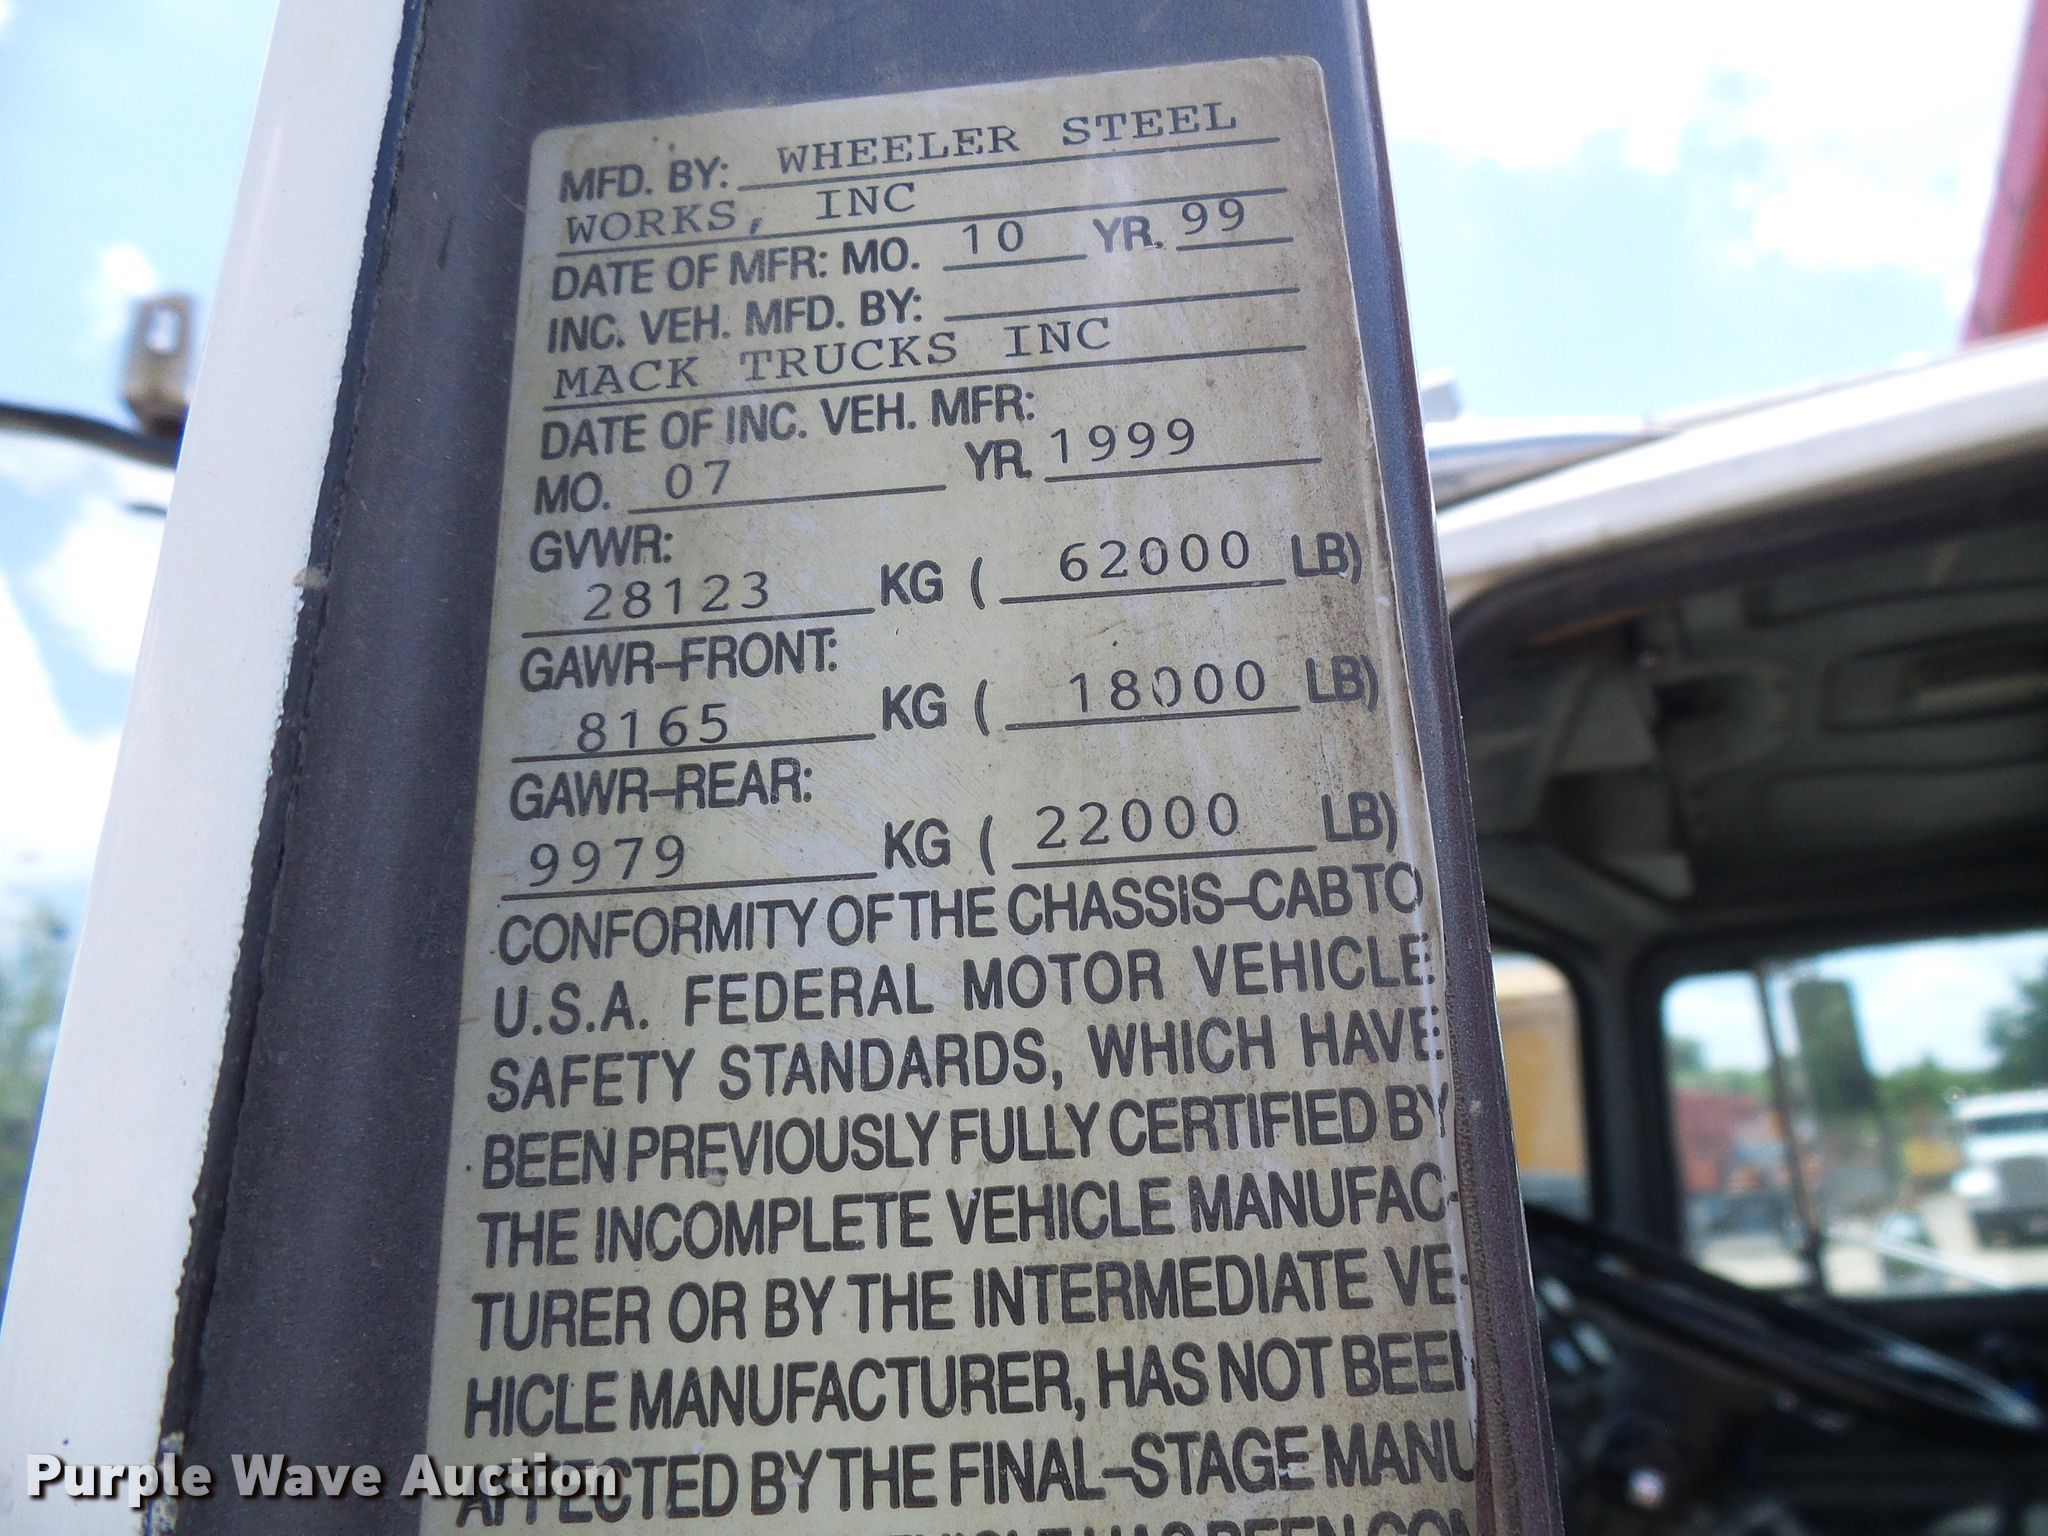 MFD. BY: WHEELER STEEL
WORKS, INC
DATE OF MFR: MO. 10 YR. 99
INC. VEH. MFD. BY:
MACK TRUCKS INC
DATE OF INC. VEH. MFR:
MO. 07 YR. 1999
GVWR:
28123 KG ( 62000 LB)
GAWR-FRONT:
8165 KG ( 18000 LB)
GAWR-REAR:
9979 KG ( 22000 LB)
CONFORMITY OF THE CHASSIS-CAB TO
U.S.A. FEDERAL MOTOR VEHICLE
SAFETY STANDARDS, WHICH HAVE
BEEN PREVIOUSLY FULLY CERTIFIED BY
THE INCOMPLETE VEHICLE MANUFAC-
TURER OR BY THE INTERMEDIATE VE-
HICLE MANUFACTURER, HAS NOT BEEN
AFFECTED BY THE FINAL-STAGE MANU
HAS BEEN
Purple Wave Auction